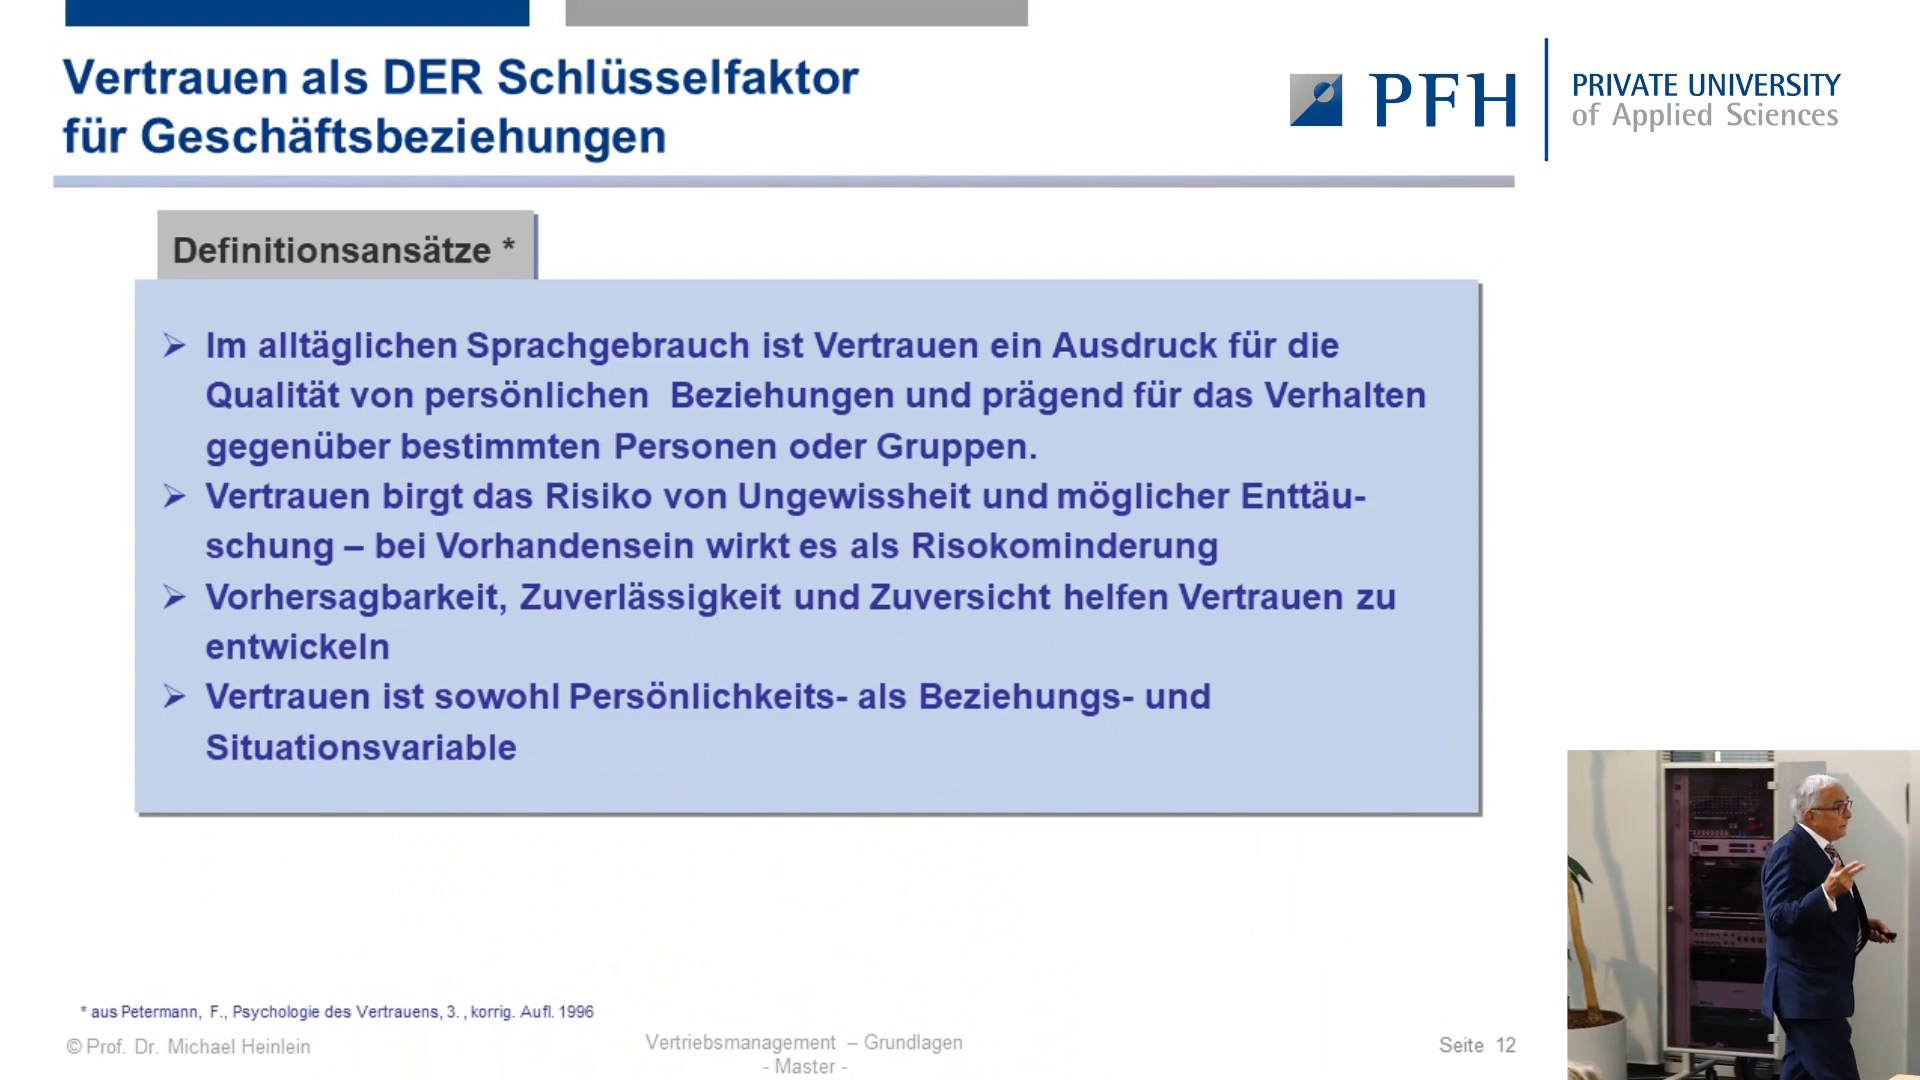 Vertrauen als DER Schlüsselfaktor
für Geschäftsbeziehungen
PFH
PRIVATE UNIVERSITY
of Applied Sciences
Definitionsansätze *
➢ Im alltäglichen Sprachgebrauch ist Vertrauen ein Ausdruck für die
Qualität von persönlichen Beziehungen und prägend für das Verhalten
gegenüber bestimmten Personen oder Gruppen.
➢ Vertrauen birgt das Risiko von Ungewissheit und möglicher Enttäu-
schung – bei Vorhandensein wirkt es als Risokominderung
➢ Vorhersagbarkeit, Zuverlässigkeit und Zuversicht helfen Vertrauen zu
entwickeln
➢ Vertrauen ist sowohl Persönlichkeits- als Beziehungs- und
Situationsvariable
* aus Petermann, F., Psychologie des Vertrauens, 3. , korrig. Aufl. 1996
© Prof. Dr. Michael Heinlein
Vertriebsmanagement – Grundlagen
- Master -
Seite 12